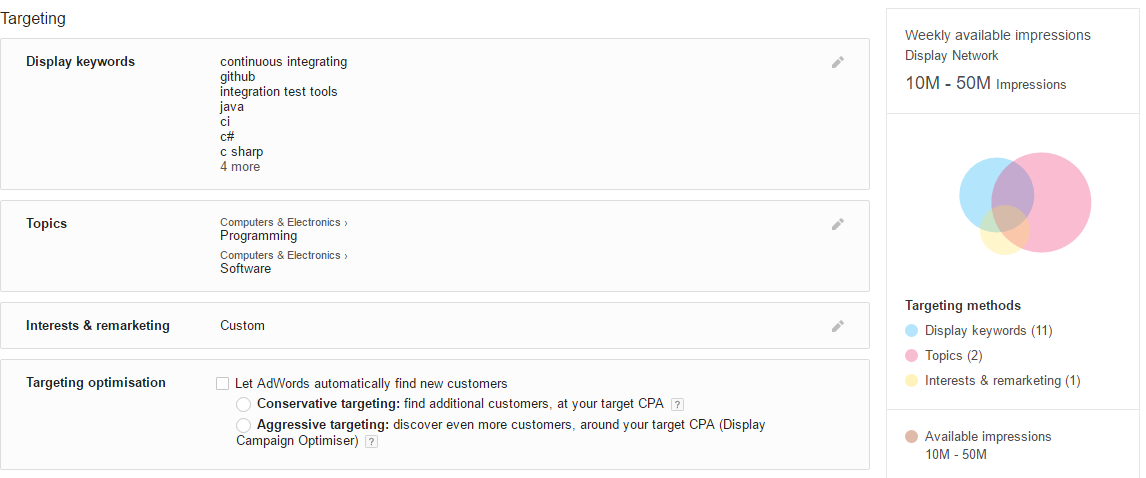 Targeting
Display keywords
continuous integrating
github
integration test tools
java
ci
c#
c sharp
4 more
Topics
Computers & Electronics ›
Programming
Computers & Electronics ›
Software
Interests & remarketing
Custom
Targeting optimisation
Let AdWords automatically find new customers
Conservative targeting: find additional customers, at your target CPA ?
Aggressive targeting: discover even more customers, around your target CPA (Display
Campaign Optimiser) ?
Weekly available impressions
Display Network
10M - 50M Impressions
Targeting methods
Display keywords (11)
Topics (2)
Interests & remarketing (1)
Available impressions
10M - 50M